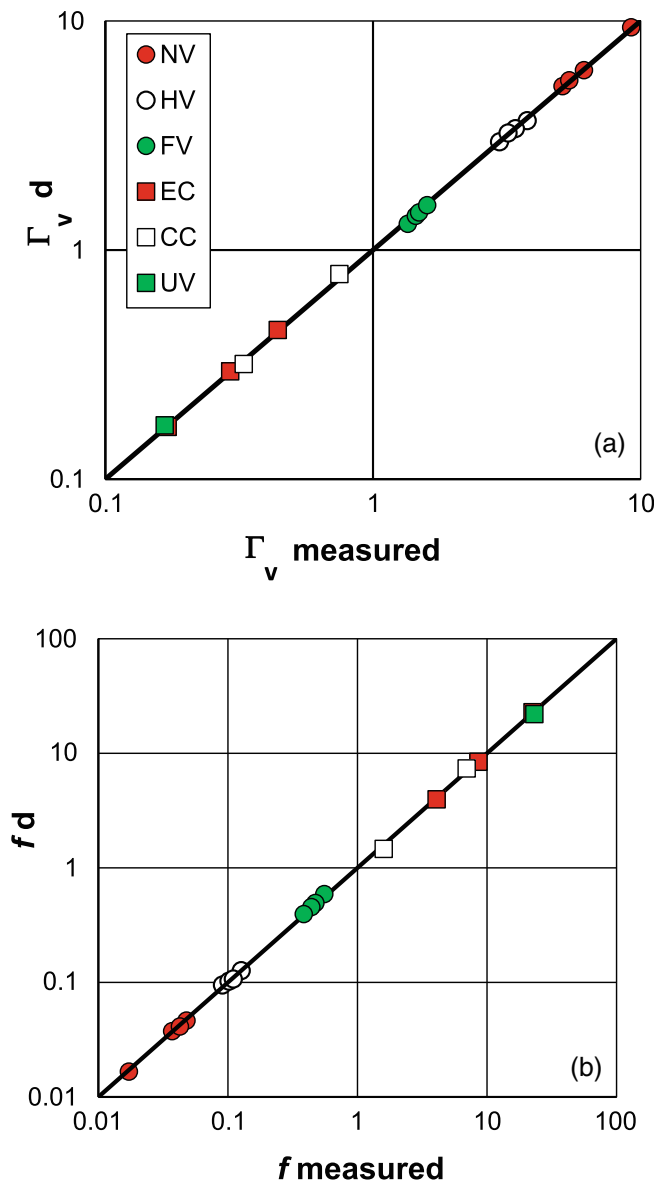 10
NV
HV
FV
EC
CC
UV
Γv d
1
0.1
(a)
0.1 1 10
Γv measured
100
10
1
0.1
0.01
f d
(b)
0.01 0.1 1 10 100
f measured